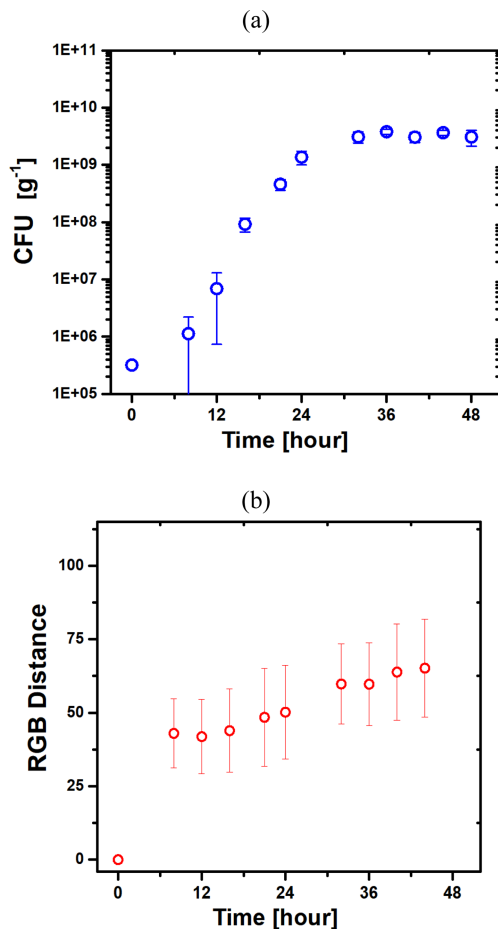 (a)
1E+11
1E+10
1E+09
1E+08
1E+07
1E+06
1E+05
CFU [g⁻¹]
0 12 24 36 48
Time [hour]
(b)
100
75
50
25
0
RGB Distance
0 12 24 36 48
Time [hour]